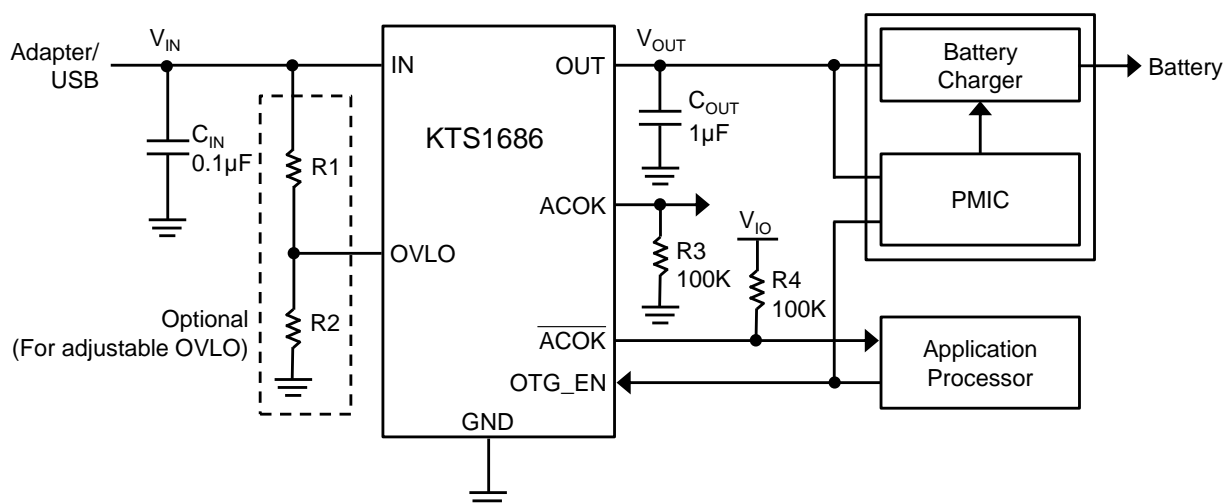 Adapter/
USB
V_IN
C_IN
0.1µF
R1
R2
Optional
(For adjustable OVLO)
IN
OUT
KTS1686
ACOK
OVLO
ACOK
OTG_EN
GND
V_OUT
C_OUT
1µF
R3
100K
V_IO
R4
100K
Battery
Charger
Battery
PMIC
Application
Processor